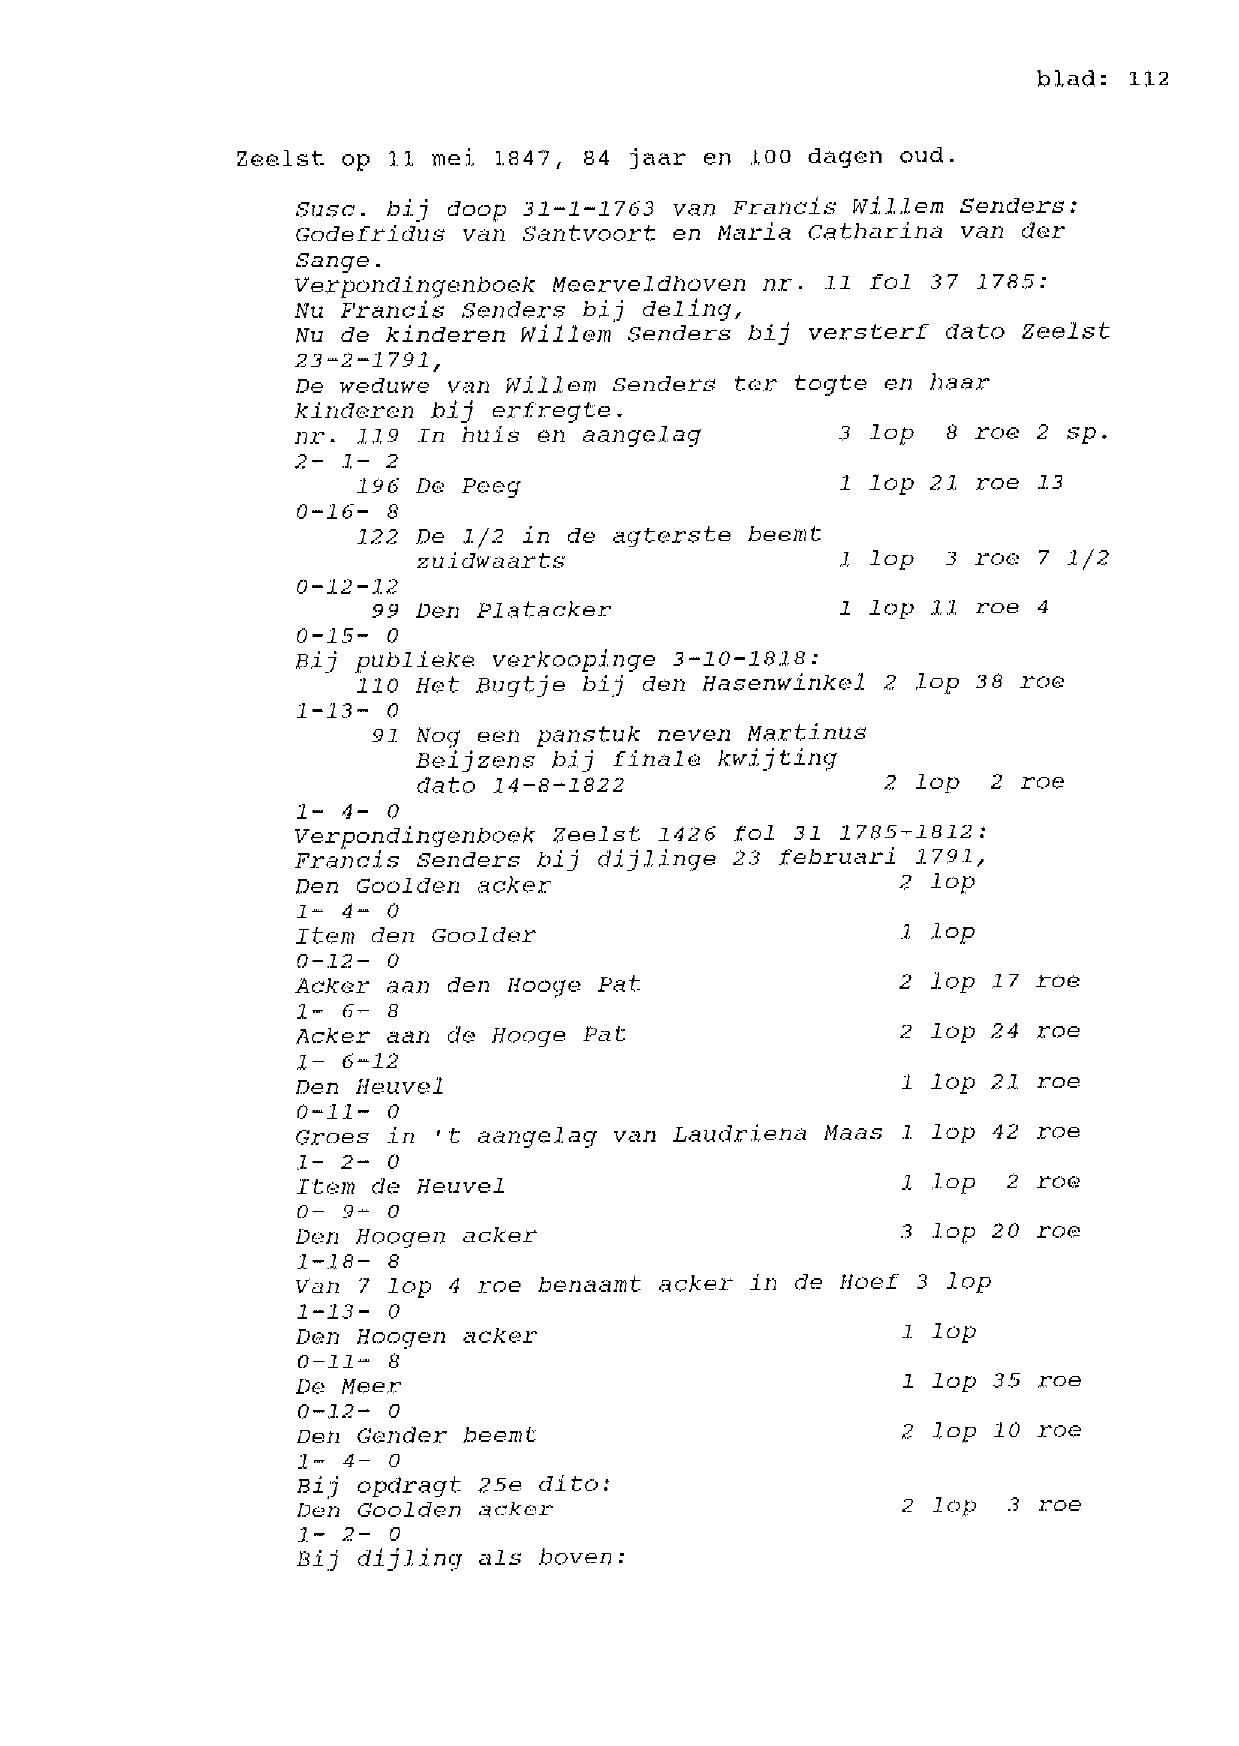 blad: 112
Zeelst op 11 mei 1847, 84 jaar en 100 dagen oud.
Susc. bij doop 31-1-1763 van Francis Willem Senders:
Godefridus van Santvoort en Maria Catharina van der
Sange.
Verpondingenboek Meerveldhoven nr. 11 fol 37 1785:
Nu Francis Senders bij deling,
Nu de kinderen Willem Senders bij versterf dato Zeelst
23-2-1791,
De weduwe van Willem Senders ter togte en haar
kinderen bij erfregte.
nr. 119 In huis en aangelag 3 lop 8 roe 2 sp.
2- 1- 2
196 De Peeg 1 lop 21 roe 13
0-16- 8
122 De 1/2 in de agterste beemt
zuidwaarts 1 lop 3 roe 7 1/2
0-12-12
99 Den Platacker 1 lop 11 roe 4
0-15- 0
Bij publieke verkoopinge 3-10-1818:
110 Het Bugtje bij den Hasenwinkel 2 lop 38 roe
1-13- 0
91 Nog een panstuk neven Martinus
Beijzens bij finale kwijting
dato 14-8-1822 2 lop 2 roe
1- 4- 0
Verpondingenboek Zeelst 1426 fol 31 1785-1812:
Francis Senders bij dijlinge 23 februari 1791,
Den Goolden acker 2 lop
1- 4- 0
Item den Goolder 1 lop
0-12- 0
Acker aan den Hooge Pat 2 lop 17 roe
1- 6- 8
Acker aan de Hooge Pat 2 lop 24 roe
1- 6-12
Den Heuvel 1 lop 21 roe
0-11- 0
Groes in 't aangelag van Laudriena Maas 1 lop 42 roe
1- 2- 0
Item de Heuvel 1 lop 2 roe
0- 9- 0
Den Hoogen acker 3 lop 20 roe
1-18- 8
Van 7 lop 4 roe benaamt acker in de Hoef 3 lop
1-13- 0
Den Hoogen acker 1 lop
0-11- 8
De Meer 1 lop 35 roe
0-12- 0
Den Gender beemt 2 lop 10 roe
1- 4- 0
Bij opdragt 25e dito:
Den Goolden acker 2 lop 3 roe
1- 2- 0
Bij dijling als boven: